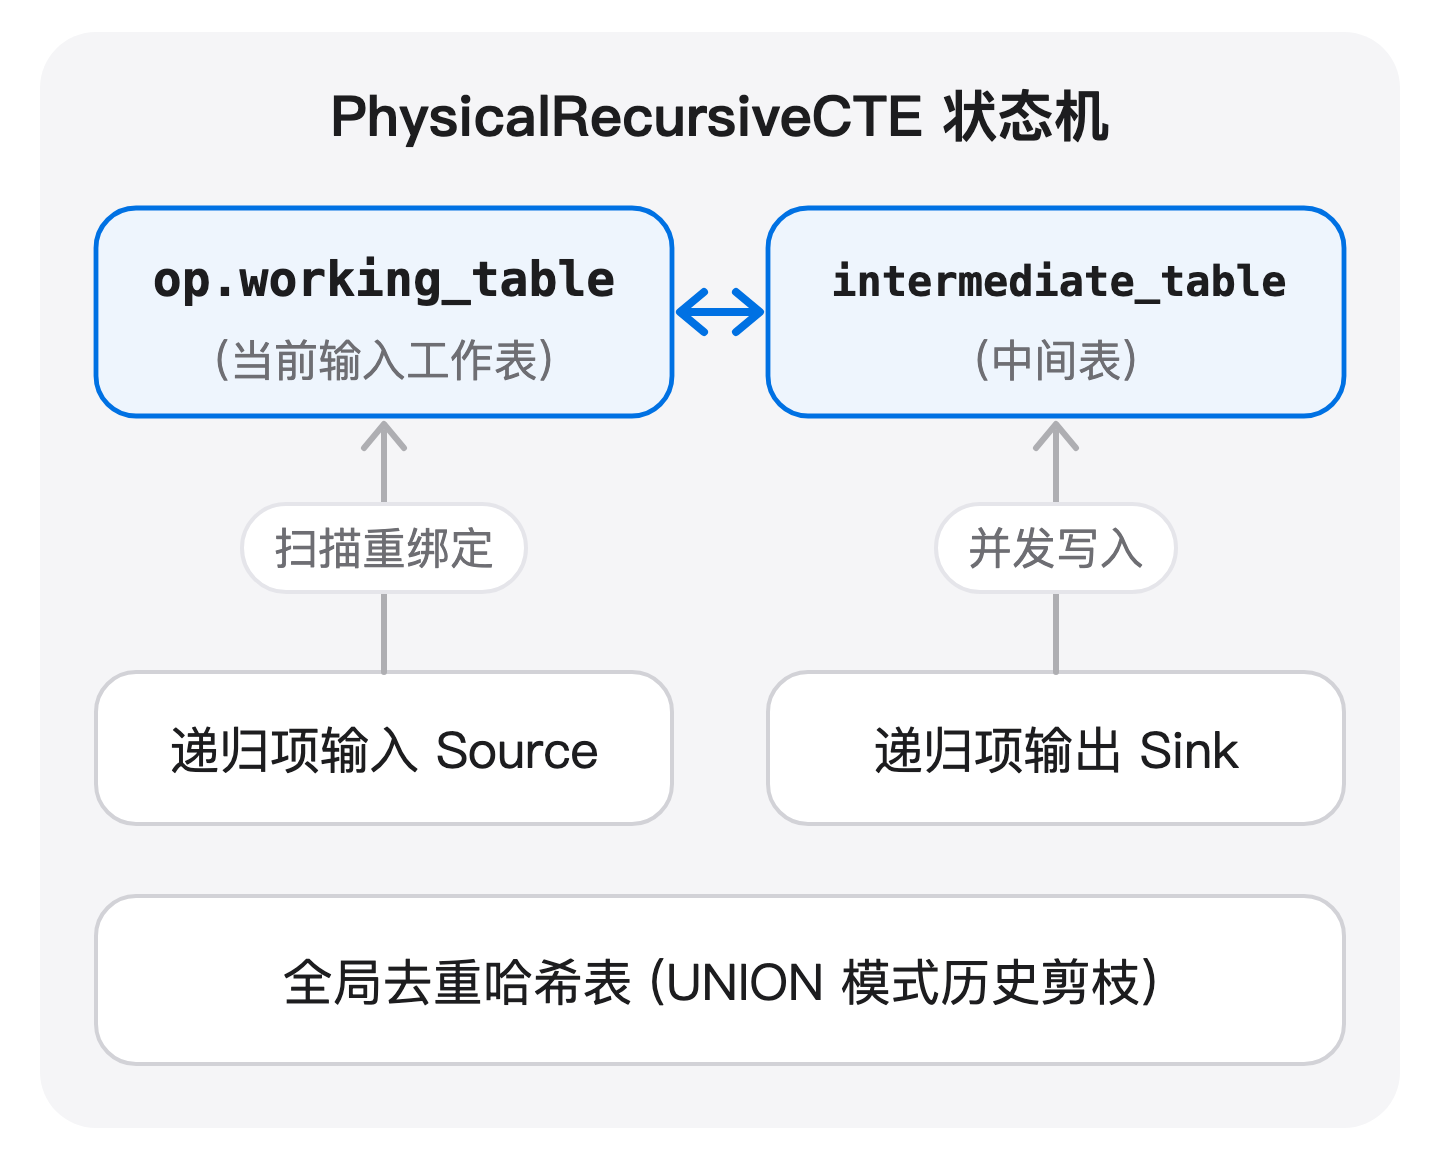 PhysicalRecursiveCTE 状态机
op.working_table
(当前输入工作表)
intermediate_table
(中间表)
扫描重绑定
并发写入
递归项输入 Source
递归项输出 Sink
全局去重哈希表 (UNION 模式历史剪枝)